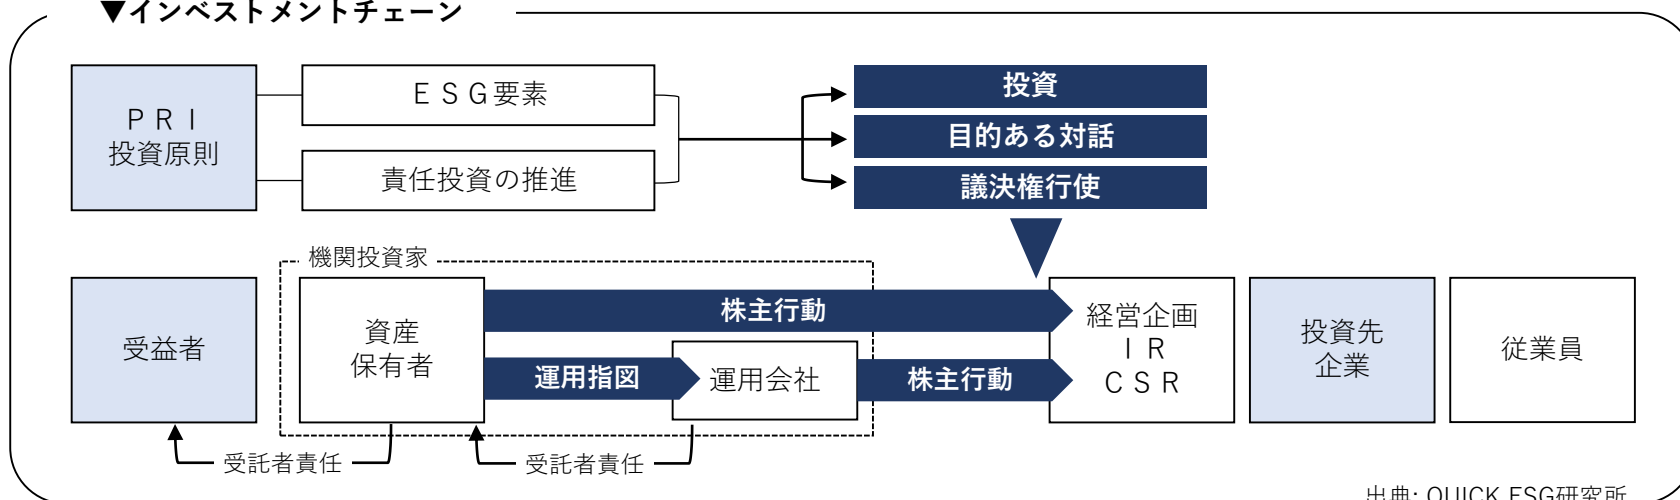 ▼インベストメントチェーン
ＰＲＩ
投資原則
ＥＳＧ要素
責任投資の推進
投資
目的ある対話
議決権行使
機関投資家
受益者
資産
保有者
株主行動
運用指図
運用会社
株主行動
経営企画
ＩＲ
ＣＳＲ
投資先
企業
従業員
受託者責任
受託者責任
出典: QUICK ESG研究所